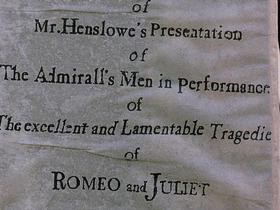 of
Mr. Henslowe's Presentation
of
The Admirall's Men in Performance
of
The excellent and Lamentable Tragedie
of
ROMEO and JULIET